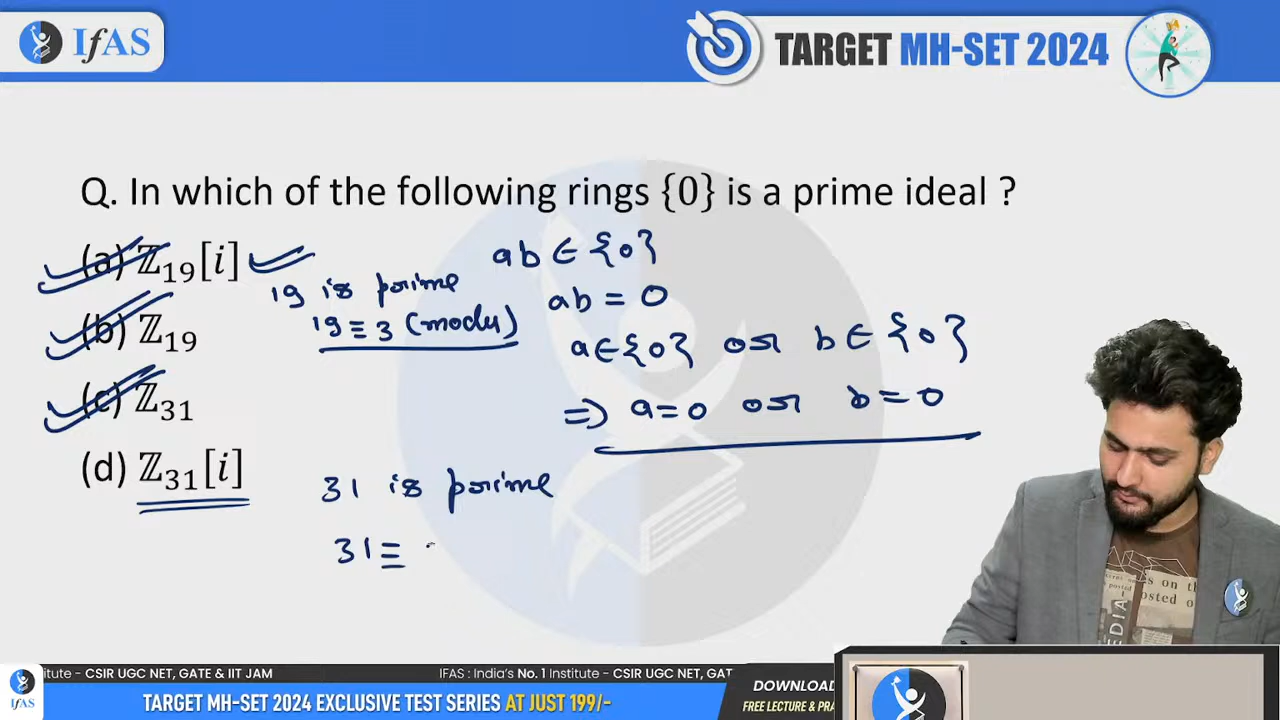 IfAS
TARGET MH-SET 2024
Q. In which of the following rings {0} is a prime ideal ?
(a) ℤ₁₉[i]
ab ∈ {0}
19 is prime
ab = 0
(b) ℤ₁₉
19 ≡ 3 (mod4)
a∈{0} or b∈{0}
(c) ℤ₃₁
⇒ a=0 or b=0
(d) ℤ₃₁[i]
31 is prime
31 ≡
MEDIA
titute - CSIR UGC NET, GATE & IIT JAM
IFAS : India's No. 1 Institute - CSIR UGC NET, GAT
IfAS
TARGET MH-SET 2024 EXCLUSIVE TEST SERIES AT JUST 199/-
DOWNLOAD
FREE LECTURE & PRA